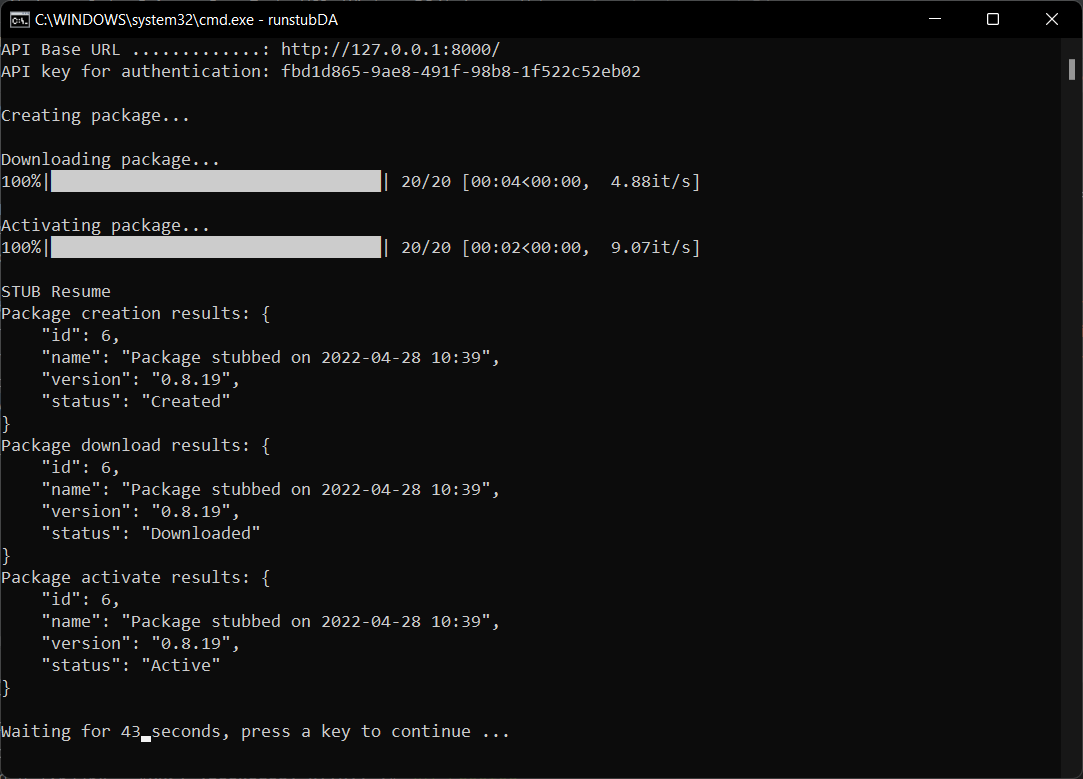 C:\WINDOWS\system32\cmd.exe - runstubDA
API Base URL .............: http://127.0.0.1:8000/
API key for authentication: fbd1d865-9ae8-491f-98b8-1f522c52eb02
Creating package...
Downloading package...
100%|          | 20/20 [00:04<00:00,  4.88it/s]
Activating package...
100%|          | 20/20 [00:02<00:00,  9.07it/s]
STUB Resume
Package creation results: {
    "id": 6,
    "name": "Package stubbed on 2022-04-28 10:39",
    "version": "0.8.19",
    "status": "Created"
}
Package download results: {
    "id": 6,
    "name": "Package stubbed on 2022-04-28 10:39",
    "version": "0.8.19",
    "status": "Downloaded"
}
Package activate results: {
    "id": 6,
    "name": "Package stubbed on 2022-04-28 10:39",
    "version": "0.8.19",
    "status": "Active"
}
Waiting for 43 seconds, press a key to continue ...